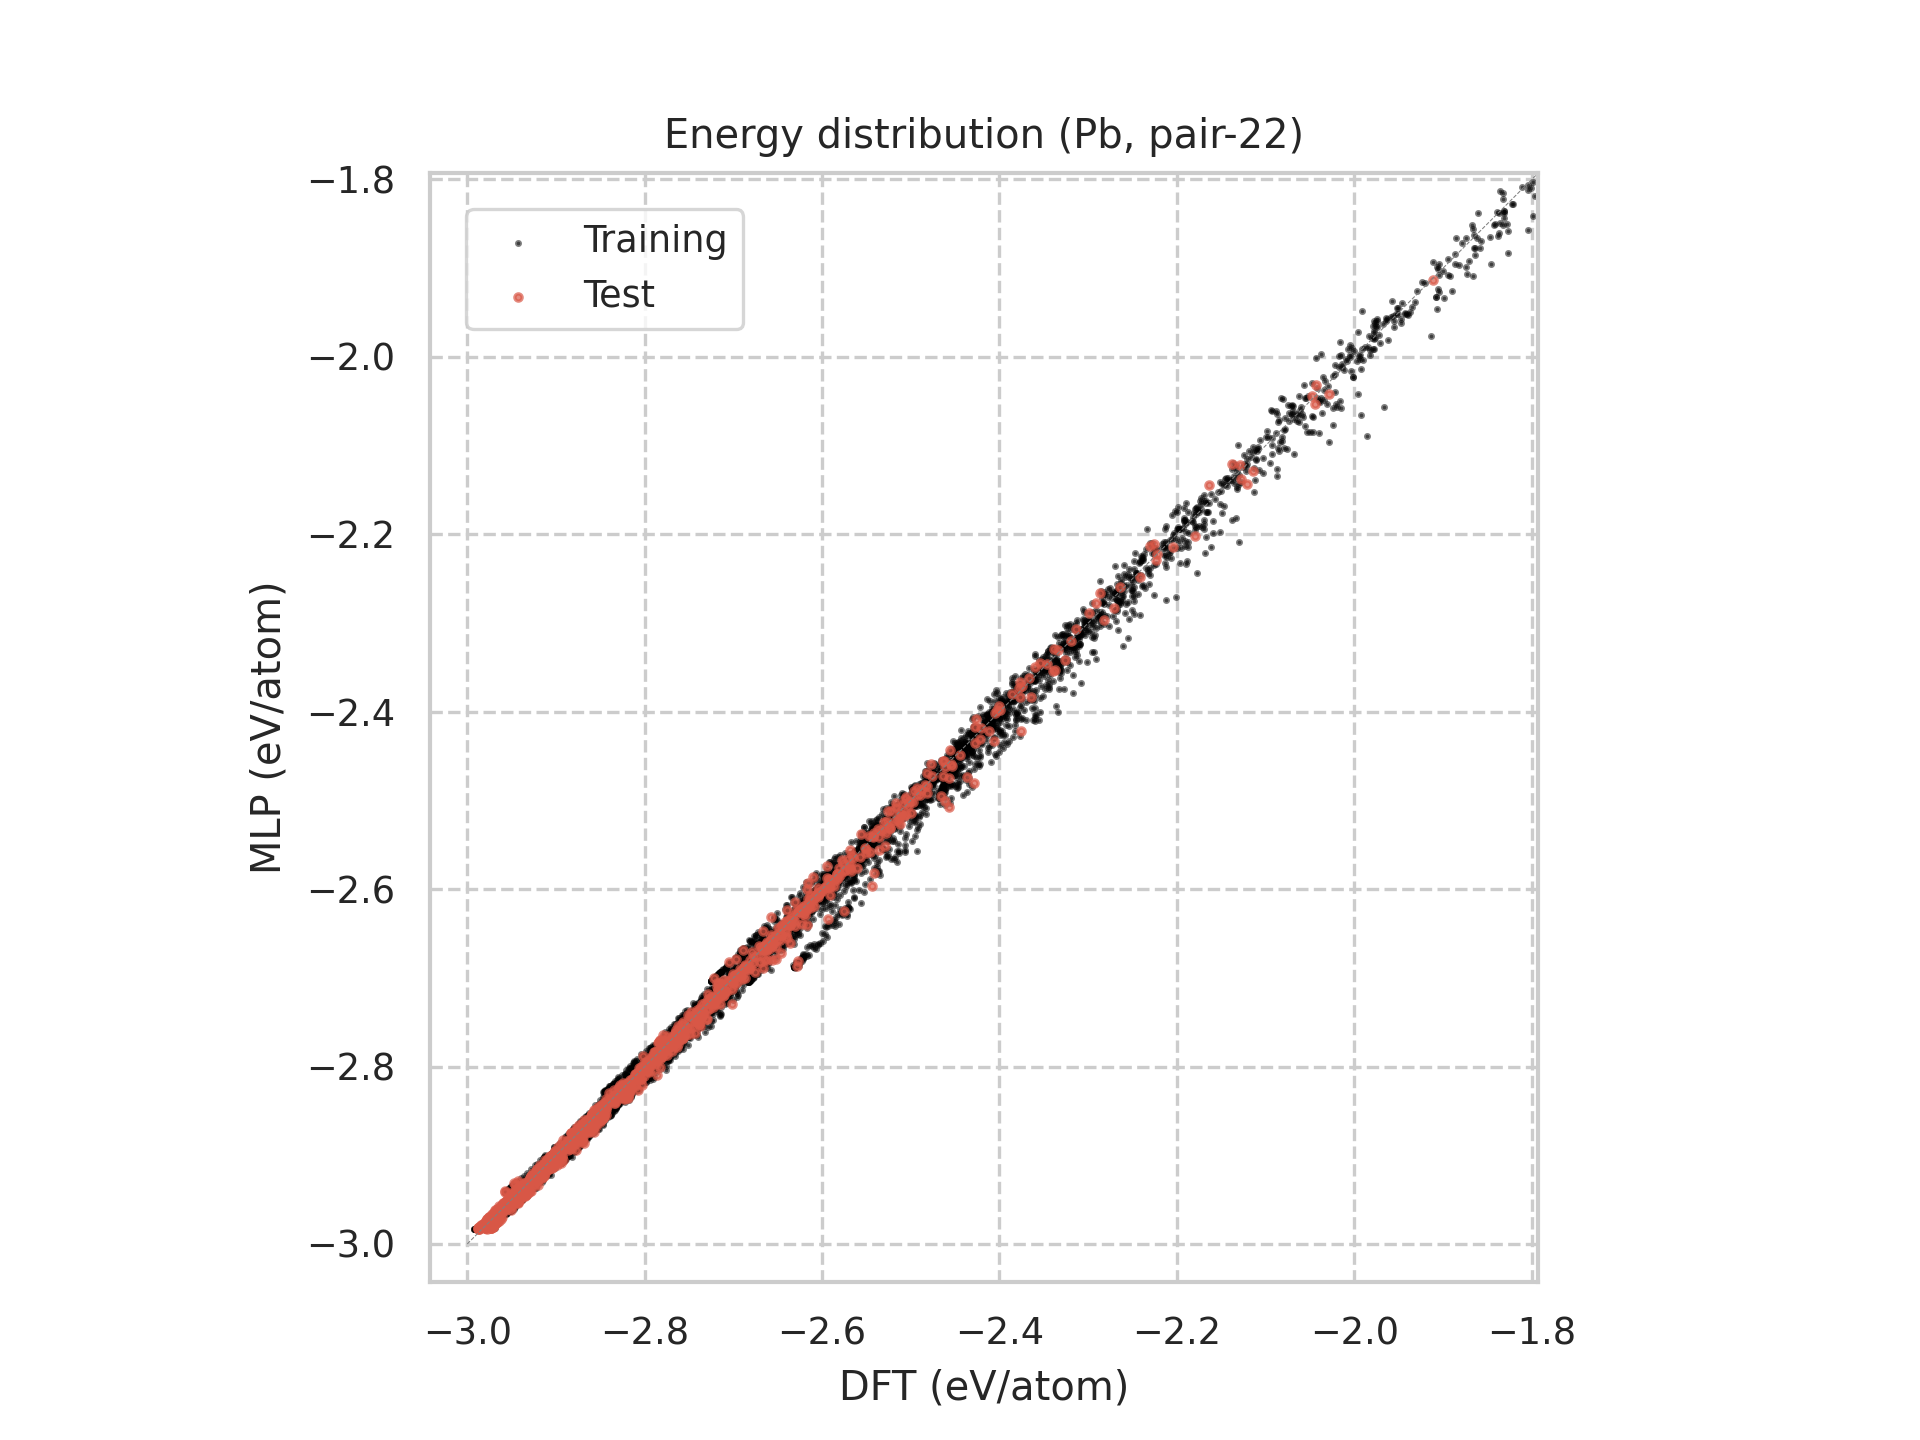 Energy distribution (Pb, pair-22)
−1.8
−2.0
−2.2
−2.4
−2.6
−2.8
−3.0
MLP (eV/atom)
Training
Test
−3.0 −2.8 −2.6 −2.4 −2.2 −2.0 −1.8
DFT (eV/atom)